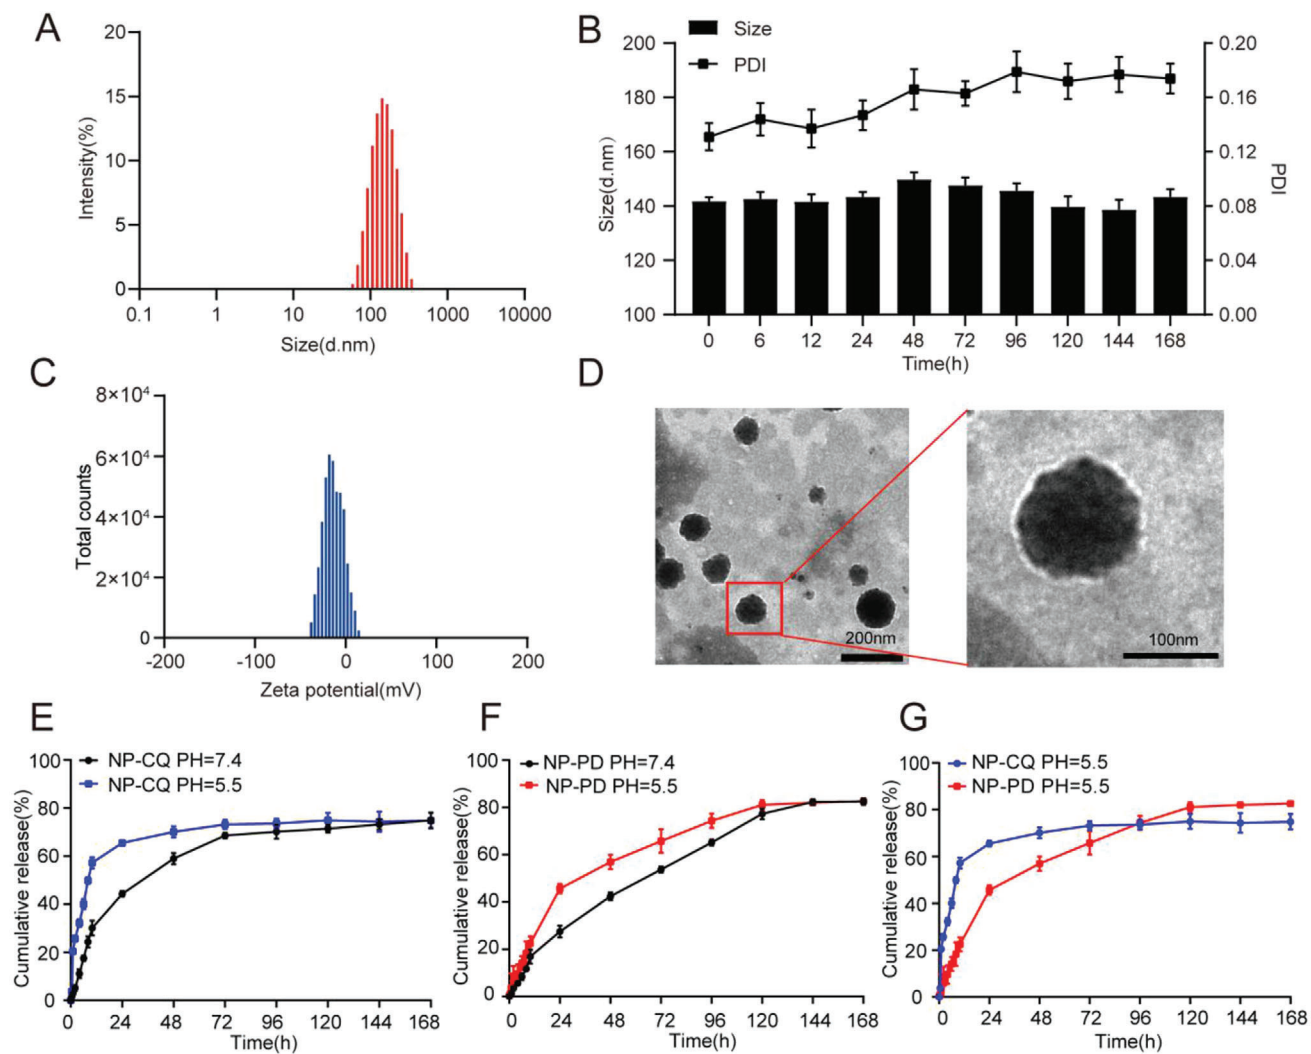 A
20
15
10
5
0
Intensity(%)
0.1 1 10 100 1000 10000
Size(d.nm)
B
Size
PDI
200
180
160
140
120
100
Size(d.nm)
0.20
0.16
0.12
0.08
0.04
0.00
PDI
0 6 12 24 48 72 96 120 144 168
Time(h)
C
8×10⁴
6×10⁴
4×10⁴
2×10⁴
0
Total counts
-200 -100 0 100 200
Zeta potential(mV)
D
200nm
100nm
E
NP-CQ PH=7.4
NP-CQ PH=5.5
100
80
60
40
20
0
Cumulative release(%)
0 24 48 72 96 120 144 168
Time(h)
F
NP-PD PH=7.4
NP-PD PH=5.5
100
80
60
40
20
0
Cumulative release(%)
0 24 48 72 96 120 144 168
Time(h)
G
NP-CQ PH=5.5
NP-PD PH=5.5
100
80
60
40
20
0
Cumulative release(%)
0 24 48 72 96 120 144 168
Time(h)